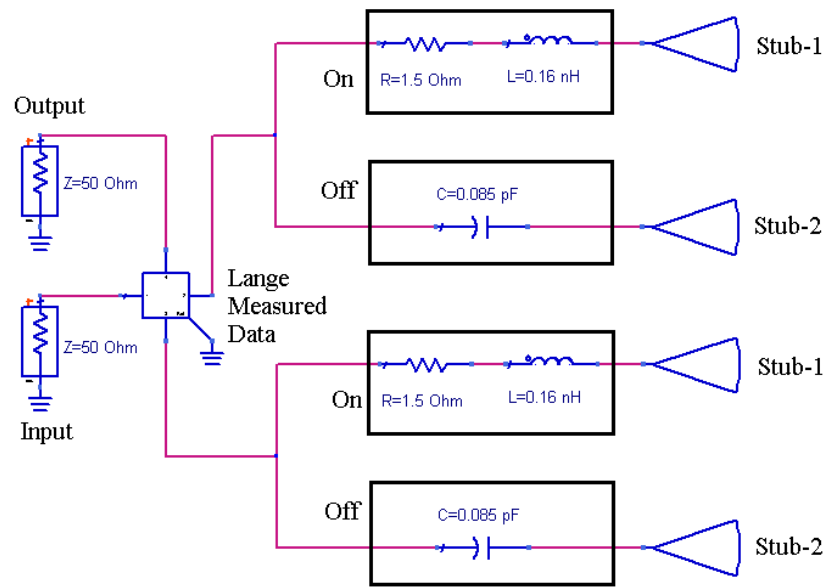 Stub-1
On
R=1.5 Ohm
L=0.16 nH
Output
Z=50 Ohm
Off
C=0.085 pF
Stub-2
Lange
Measured
Data
Z=50 Ohm
Input
Stub-1
On
R=1.5 Ohm
L=0.16 nH
Off
C=0.085 pF
Stub-2